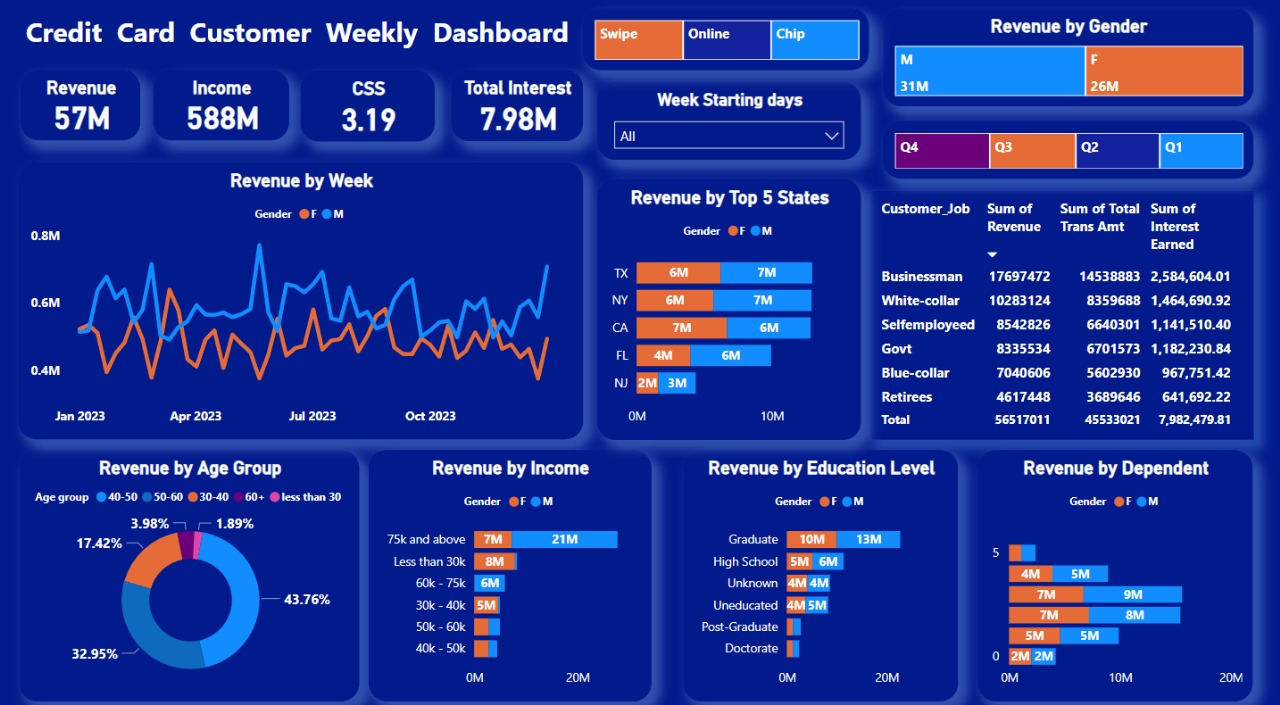 Credit Card Customer Weekly Dashboard
Swipe Online Chip
Revenue by Gender
M F
31M 26M
Revenue
57M
Income
588M
CSS
3.19
Total Interest
7.98M
Week Starting days
All
Q4 Q3 Q2 Q1
Revenue by Week
Gender F M
0.8M
0.6M
0.4M
Jan 2023 Apr 2023 Jul 2023 Oct 2023
Revenue by Top 5 States
Gender F M
TX 6M 7M
NY 6M 7M
CA 7M 6M
FL 4M 6M
NJ 2M 3M
0M 10M
Customer_Job Sum of Revenue Sum of Total Trans Amt Sum of Interest Earned
Businessman 17697472 14538883 2,584,604.01
White-collar 10283124 8359688 1,464,690.92
Selfemployeed 8542826 6640301 1,141,510.40
Govt 8335534 6701573 1,182,230.84
Blue-collar 7040606 5602930 967,751.42
Retirees 4617448 3689646 641,692.22
Total 56517011 45533021 7,982,479.81
Revenue by Age Group
Age group 40-50 50-60 30-40 60+ less than 30
3.98% 1.89%
17.42%
43.76%
32.95%
Revenue by Income
Gender F M
75k and above 7M 21M
Less than 30k 8M
60k - 75k 6M
30k - 40k 5M
50k - 60k
40k - 50k
0M 20M
Revenue by Education Level
Gender F M
Graduate 10M 13M
High School 5M 6M
Unknown 4M 4M
Uneducated 4M 5M
Post-Graduate
Doctorate
0M 20M
Revenue by Dependent
Gender F M
5
4M 5M
7M 9M
7M 8M
5M 5M
0 2M 2M
0M 10M 20M